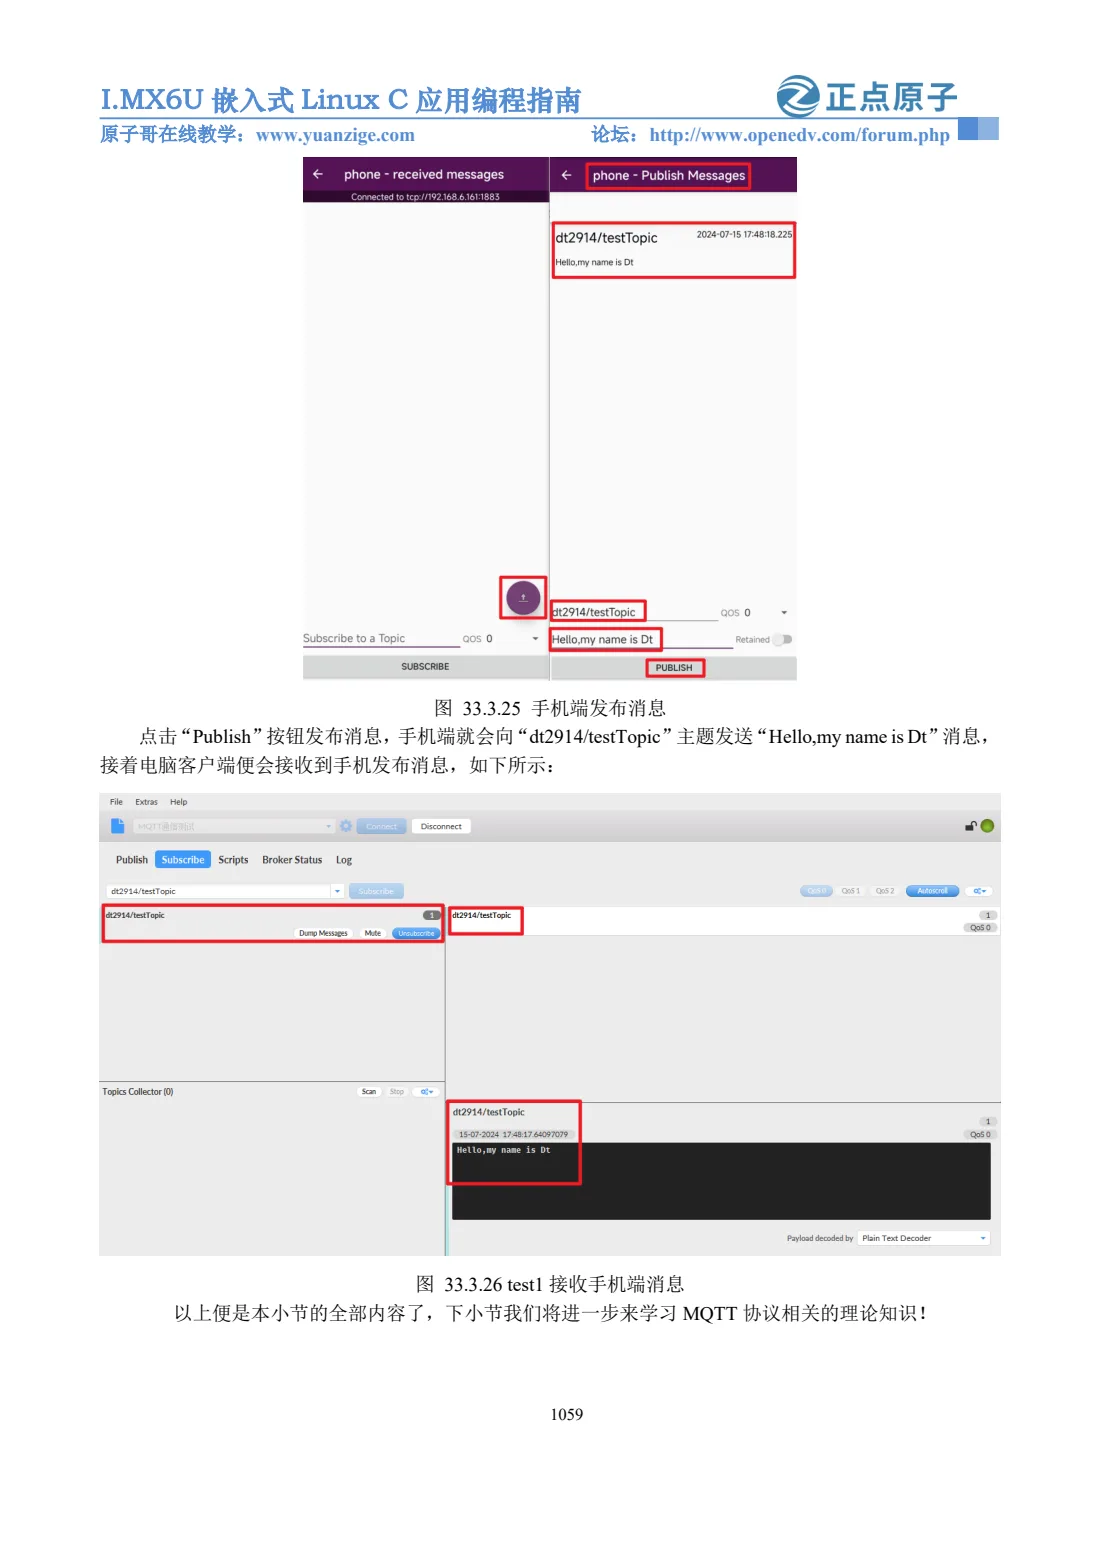 I.MX6U 嵌入式 Linux C 应用编程指南
正点原子
原子哥在线教学：www.yuanzige.com
论坛：http://www.openedv.com/forum.php
phone - received messages
Connected to tcp://192.168.6.161:1883
Subscribe to a Topic QOS 0
SUBSCRIBE
phone - Publish Messages
dt2914/testTopic 2024-07-15 17:48:18.225
Hello,my name is Dt
dt2914/testTopic QOS 0
Hello,my name is Dt Retained
PUBLISH
图 33.3.25 手机端发布消息
点击“Publish”按钮发布消息，手机端就会向“dt2914/testTopic”主题发送“Hello,my name is Dt”消息，
接着电脑客户端便会接收到手机发布消息，如下所示：
File Extras Help
MQTT通信测试 Connect Disconnect
Publish Subscribe Scripts Broker Status Log
dt2914/testTopic Subscribe QoS 0 QoS 1 QoS 2 Autoscroll
dt2914/testTopic 1
Dump Messages Mute Unsubscribe
dt2914/testTopic 1
QoS 0
Topics Collector (0) Scan Stop
dt2914/testTopic
1
15-07-2024 17:48:17.64097079 QoS 0
Hello,my name is Dt
Payload decoded by Plain Text Decoder
图 33.3.26 test1 接收手机端消息
以上便是本小节的全部内容了，下小节我们将进一步来学习 MQTT 协议相关的理论知识！
1059